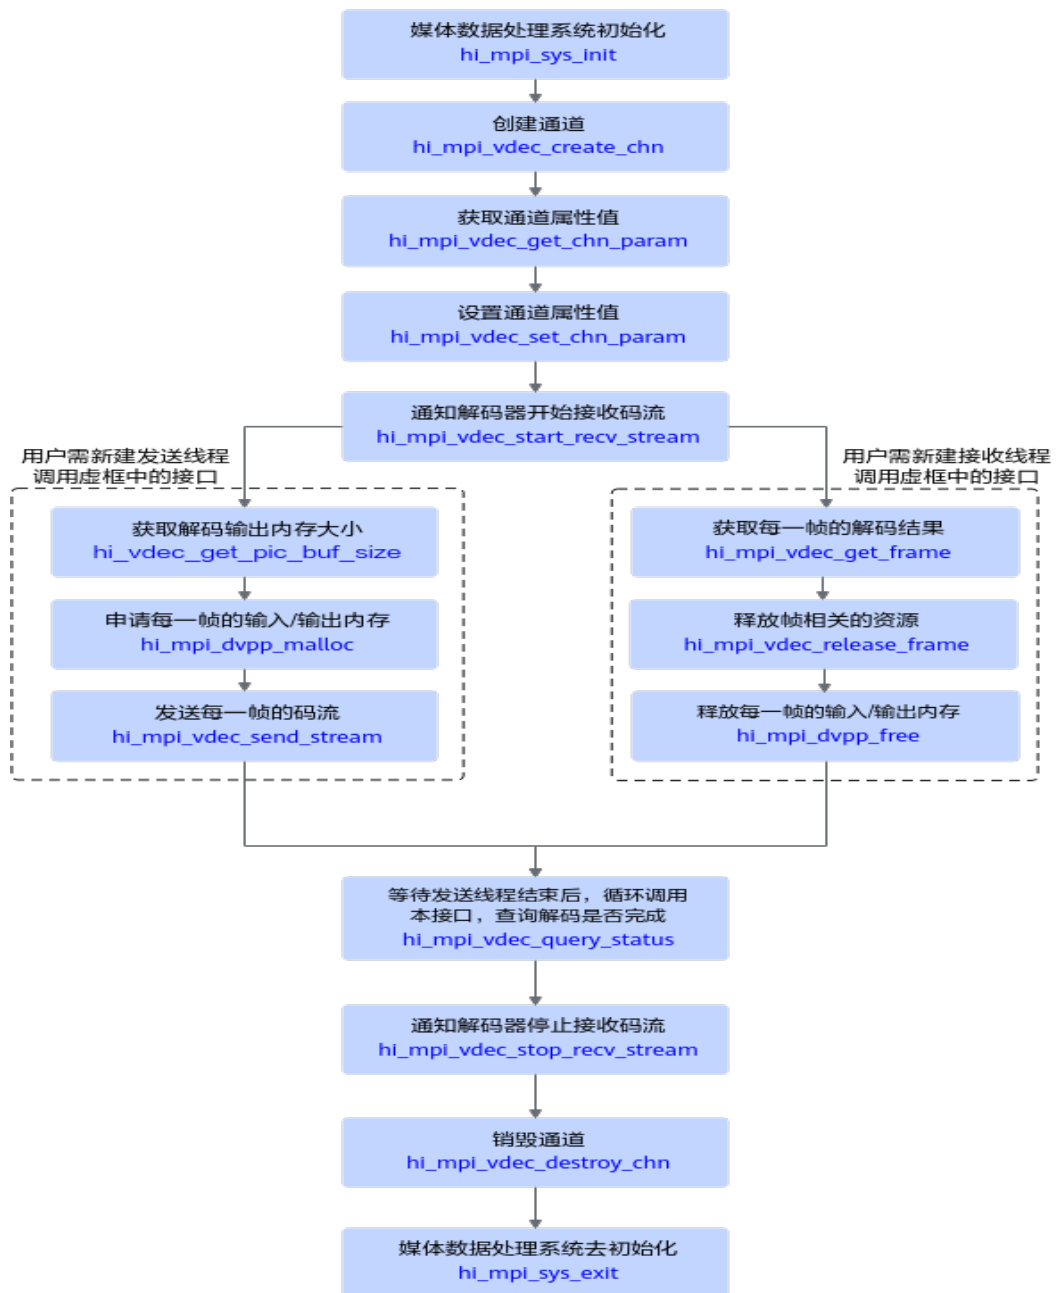 媒体数据处理系统初始化
hi_mpi_sys_init
创建通道
hi_mpi_vdec_create_chn
获取通道属性值
hi_mpi_vdec_get_chn_param
设置通道属性值
hi_mpi_vdec_set_chn_param
通知解码器开始接收码流
hi_mpi_vdec_start_recv_stream
用户需新建发送线程
调用虚框中的接口
获取解码输出内存大小
hi_vdec_get_pic_buf_size
申请每一帧的输入/输出内存
hi_mpi_dvpp_malloc
发送每一帧的码流
hi_mpi_vdec_send_stream
用户需新建接收线程
调用虚框中的接口
获取每一帧的解码结果
hi_mpi_vdec_get_frame
释放帧相关的资源
hi_mpi_vdec_release_frame
释放每一帧的输入/输出内存
hi_mpi_dvpp_free
等待发送线程结束后，循环调用
本接口，查询解码是否完成
hi_mpi_vdec_query_status
通知解码器停止接收码流
hi_mpi_vdec_stop_recv_stream
销毁通道
hi_mpi_vdec_destroy_chn
媒体数据处理系统去初始化
hi_mpi_sys_exit